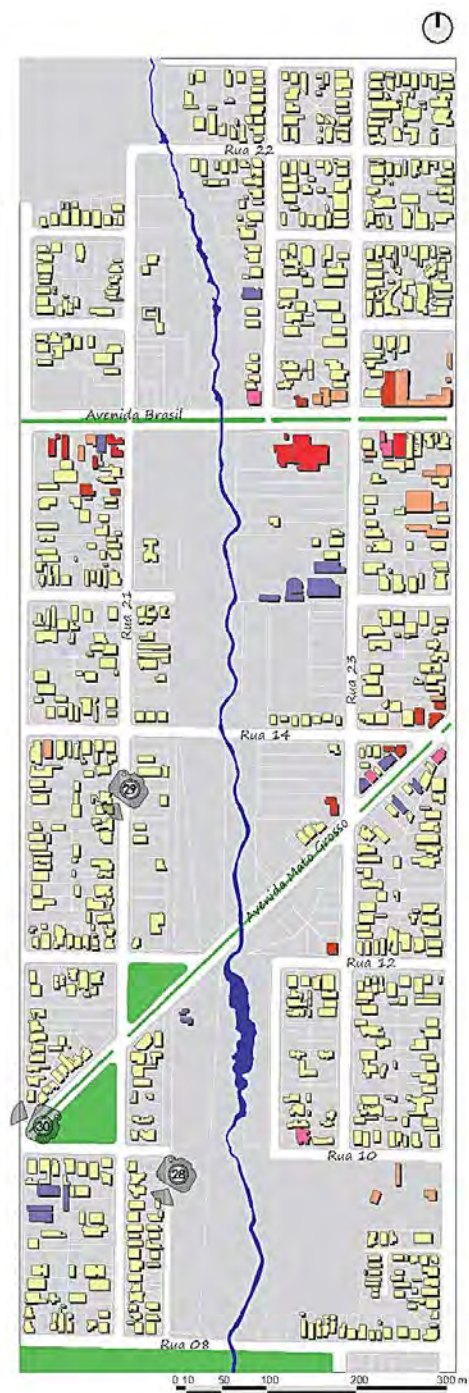 Rua 22
Avenida Brasil
Rua 21
Rua 23
Rua 14
29
Avenida Mato Grosso
Rua 12
30
Rua 10
28
Rua 08
0 10 50 100 200 300 m